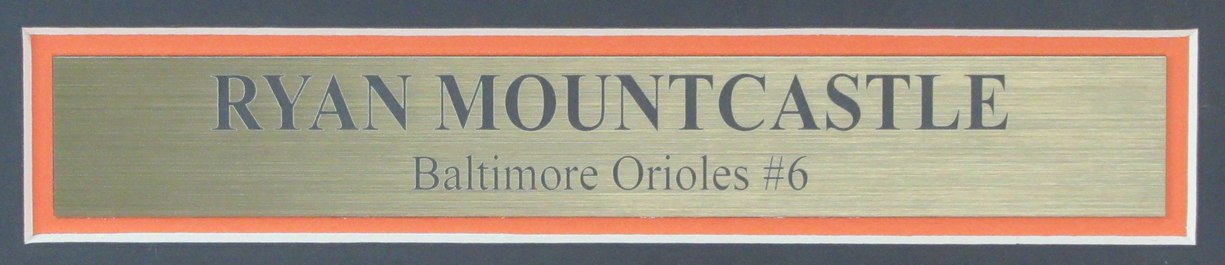 RYAN MOUNTCASTLE
Baltimore Orioles #6